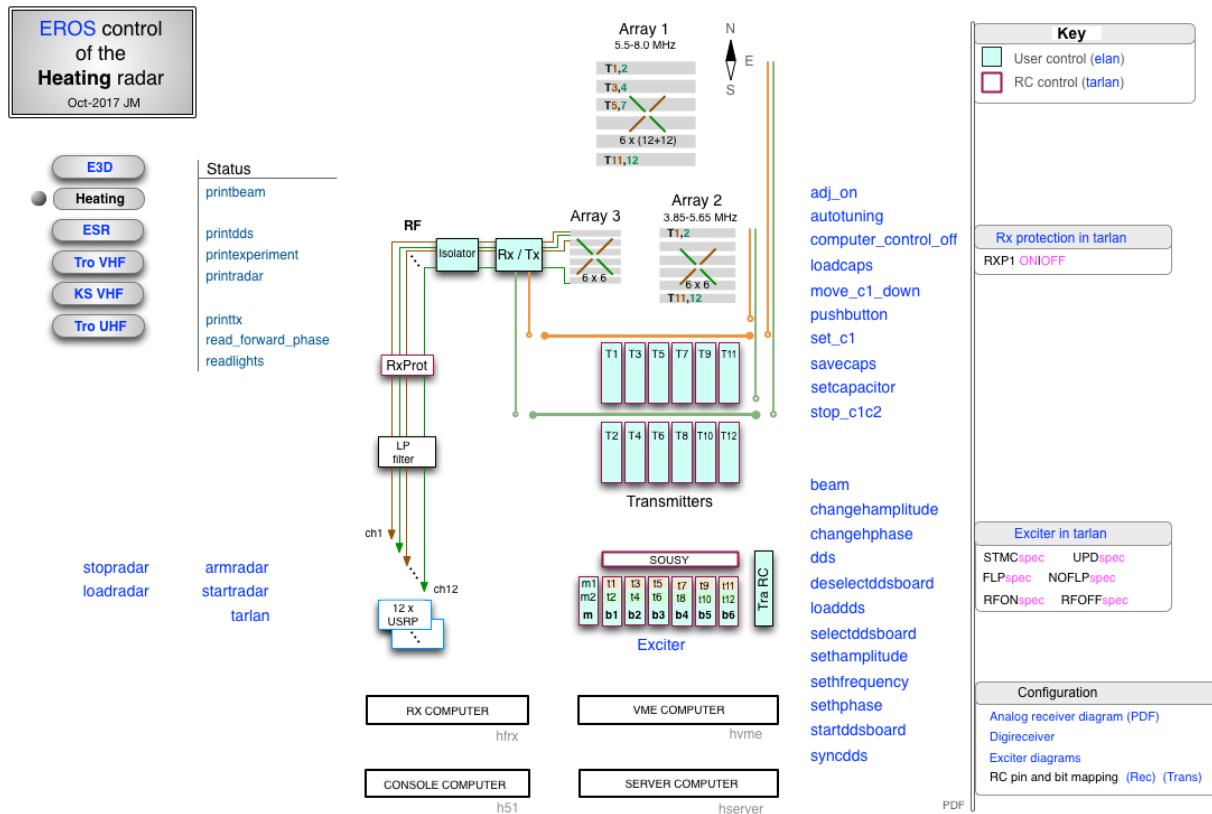 EROS control
of the
Heating radar
Oct-2017 JM
E3D
Heating
ESR
Tro VHF
KS VHF
Tro UHF
Status
printbeam
printdds
printexperiment
printradar
printtx
read_forward_phase
readlights
stopradar
armradar
loadradar
startradar
tarlan
RF
Isolator
Rx / Tx
RxProt
LP
filter
ch1
ch12
12 x
USRP
Array 1
5.5-8.0 MHz
T1,2
T3,4
T5,7
6 x (12+12)
T11,12
N
E
S
Array 2
3.85-5.65 MHz
T1,2
6 x 6
T11,12
Array 3
6 x 6
T1 T3 T5 T7 T9 T11
T2 T4 T6 T8 T10 T12
Transmitters
SOUSY
m1 t1 t3 t5 t7 t9 t11
m2 t2 t4 t6 t8 t10 t12
m b1 b2 b3 b4 b5 b6
Tra RC
Exciter
RX COMPUTER
hfrx
VME COMPUTER
hvme
CONSOLE COMPUTER
h51
SERVER COMPUTER
hserver
adj_on
autotuning
computer_control_off
loadcaps
move_c1_down
pushbutton
set_c1
savecaps
setcapacitor
stop_c1c2
beam
changehamplitude
changehphase
dds
deselectddsboard
loaddds
selectddsboard
sethamplitude
sethfrequency
sethphase
startddsboard
syncdds
Key
User control (elan)
RC control (tarlan)
Rx protection in tarlan
RXP1 ON|OFF
Exciter in tarlan
STMCspec UPDspec
FLPspec NOFLPspec
RFONspec RFOFFspec
Configuration
Analog receiver diagram (PDF)
Digireceiver
Exciter diagrams
RC pin and bit mapping (Rec) (Trans)
PDF